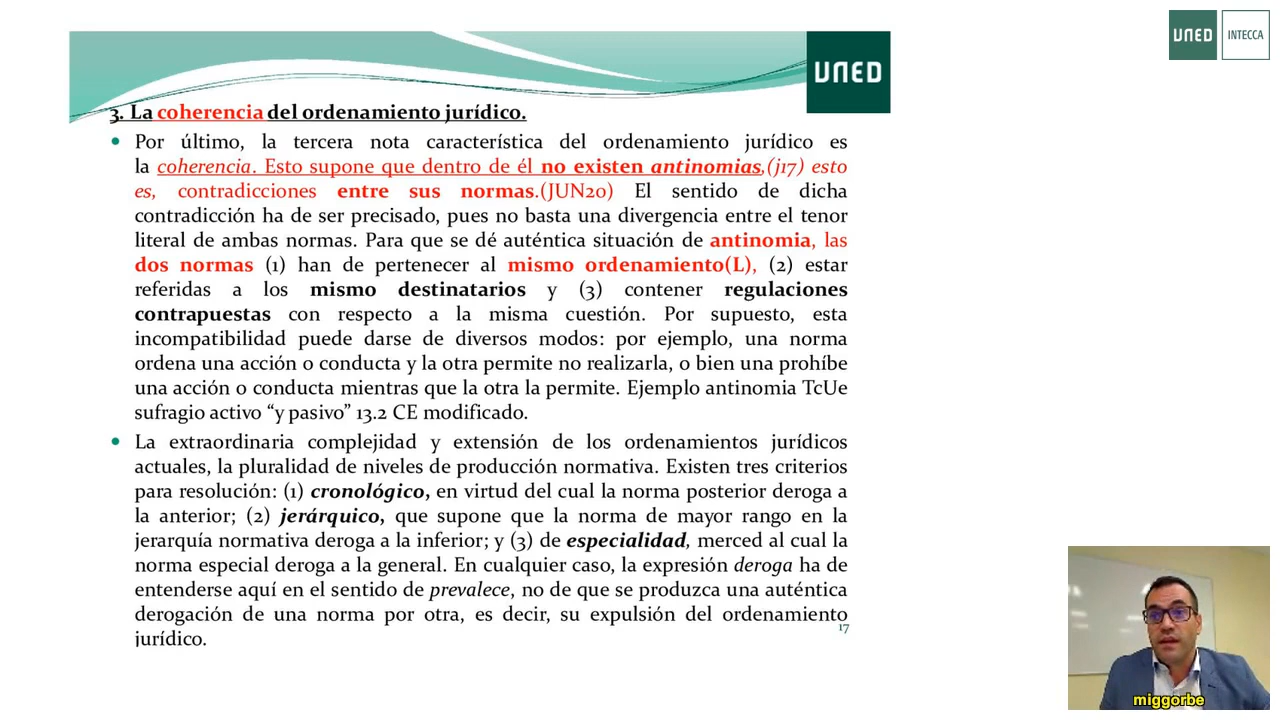 UNED
INTECCA
UNED
3. La coherencia del ordenamiento jurídico.
• Por último, la tercera nota característica del ordenamiento jurídico es
la coherencia. Esto supone que dentro de él no existen antinomias,(j17) esto
es, contradicciones entre sus normas.(JUN20) El sentido de dicha
contradicción ha de ser precisado, pues no basta una divergencia entre el tenor
literal de ambas normas. Para que se dé auténtica situación de antinomia, las
dos normas (1) han de pertenecer al mismo ordenamiento(L), (2) estar
referidas a los mismo destinatarios y (3) contener regulaciones
contrapuestas con respecto a la misma cuestión. Por supuesto, esta
incompatibilidad puede darse de diversos modos: por ejemplo, una norma
ordena una acción o conducta y la otra permite no realizarla, o bien una prohíbe
una acción o conducta mientras que la otra la permite. Ejemplo antinomia TcUe
sufragio activo “y pasivo” 13.2 CE modificado.
• La extraordinaria complejidad y extensión de los ordenamientos jurídicos
actuales, la pluralidad de niveles de producción normativa. Existen tres criterios
para resolución: (1) cronológico, en virtud del cual la norma posterior deroga a
la anterior; (2) jerárquico, que supone que la norma de mayor rango en la
jerarquía normativa deroga a la inferior; y (3) de especialidad, merced al cual la
norma especial deroga a la general. En cualquier caso, la expresión deroga ha de
entenderse aquí en el sentido de prevalece, no de que se produzca una auténtica
derogación de una norma por otra, es decir, su expulsión del ordenamiento
jurídico.
17
miggorbe